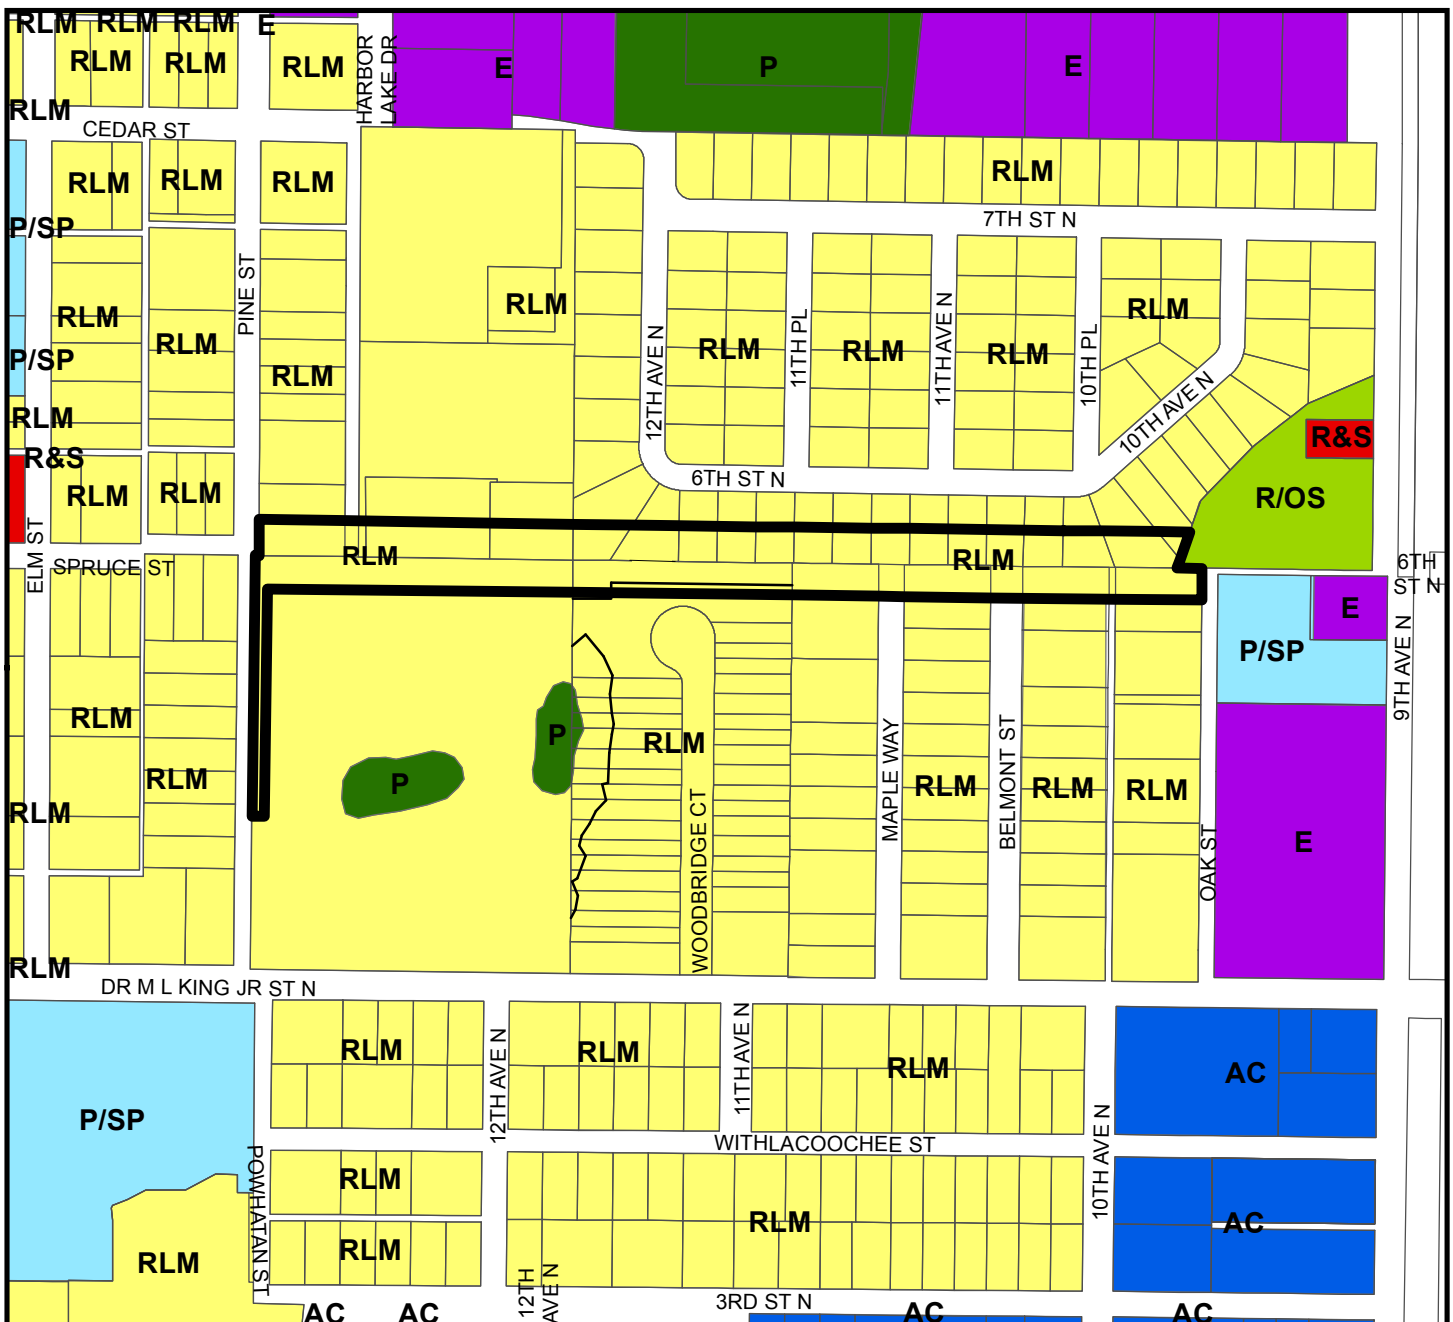 RLM RLM RLM E
RLM RLM RLM
HARBOR
LAKE DR
E P E
RLM
CEDAR ST
RLM RLM RLM
RLM
7TH ST N
P/SP
PINE ST
RLM
RLM
RLM
RLM
RLM
P/SP
RLM
12TH AVE N
RLM
11TH PL
RLM
11TH AVE N
RLM
10TH PL
RLM
10TH AVE N
RLM
R&S
R&S
RLM RLM
6TH ST N
R/OS
ELM ST
SPRUCE ST
RLM
RLM
6TH
ST N
E
P/SP
9TH AVE N
RLM
RLM
RLM
P
P
RLM
WOODBRIDGE CT
MAPLE WAY
RLM
BELMONT ST
RLM
RLM
OAK ST
E
RLM
DR M L KING JR ST N
RLM
12TH AVE N
RLM
11TH AVE N
RLM
AC
P/SP
10TH AVE N
WITHLACOOCHEE ST
POWHATAN ST
RLM
RLM
AC
RLM
RLM
12TH
AVE N
3RD ST N
AC AC AC AC